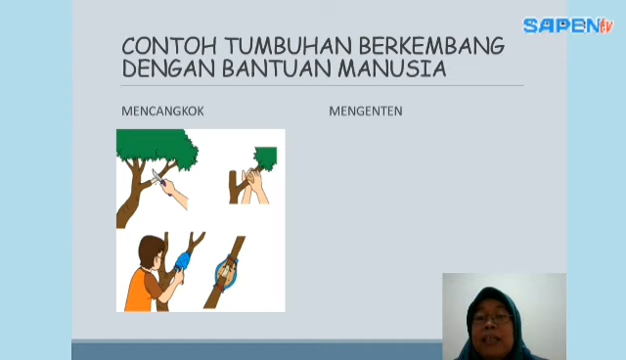 SAPEN tv
CONTOH TUMBUHAN BERKEMBANG
DENGAN BANTUAN MANUSIA
MENCANGKOK
MENGENTEN